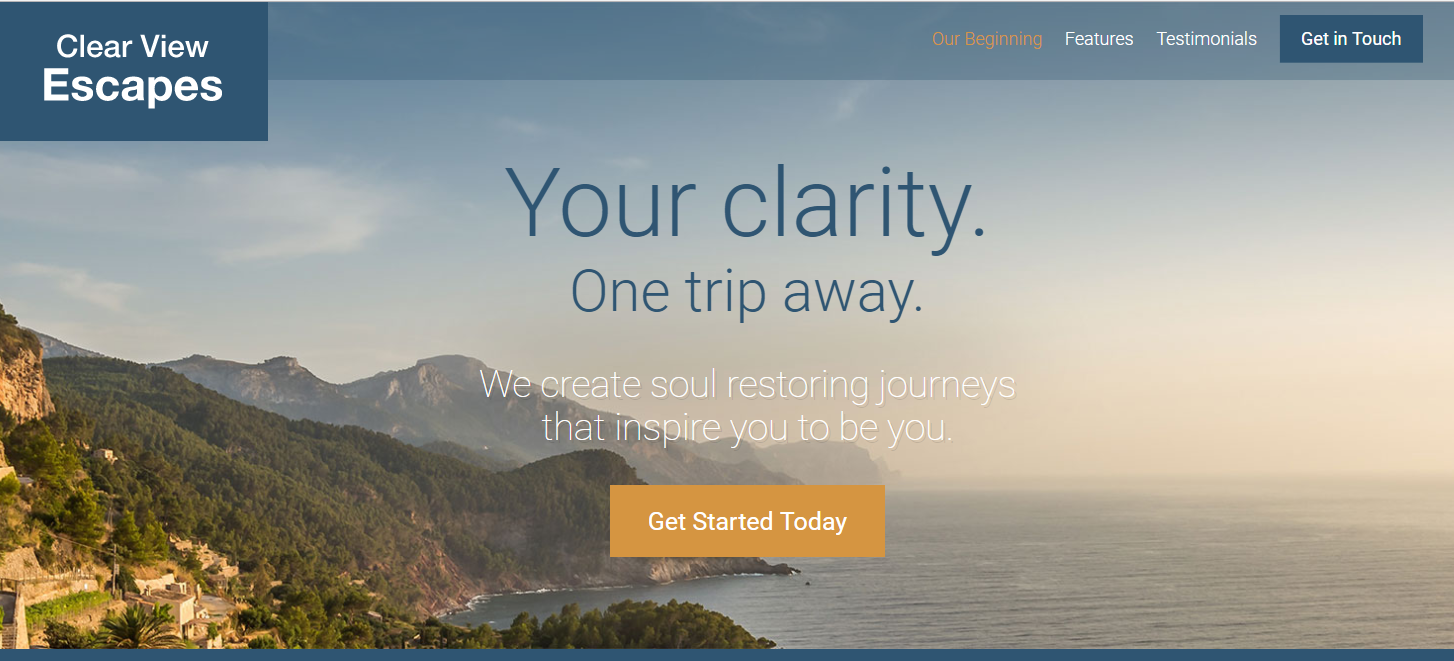 Clear View
Escapes
Our Beginning
Features
Testimonials
Get in Touch
Your clarity.
One trip away.
We create soul restoring journeys
that inspire you to be you.
Get Started Today